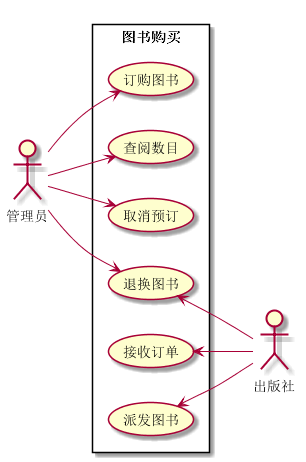 图书购买
订购图书
查阅数目
取消预订
管理员
退换图书
接收订单
出版社
派发图书